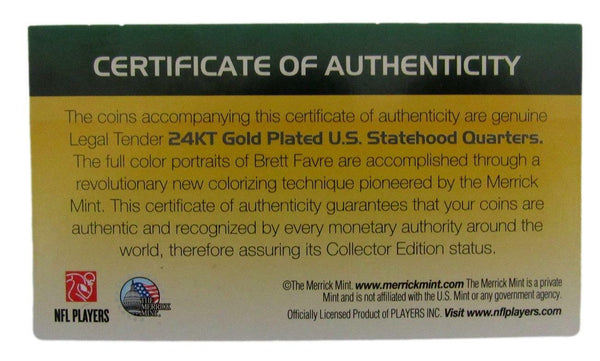 CERTIFICATE OF AUTHENTICITY
The coins accompanying this certificate of authenticity are genuine
Legal Tender 24KT Gold Plated U.S. Statehood Quarters.
The full color portraits of Brett Favre are accomplished through a
revolutionary new colorizing technique pioneered by the Merrick
Mint. This certificate of authenticity guarantees that your coins are
authentic and recognized by every monetary authority around the
world, therefore assuring its Collector Edition status.
©The Merrick Mint. www.merrickmint.com The Merrick Mint is a private
Mint and is not affiliated with the U.S. Mint or any government agency.
Officially Licensed Product of PLAYERS INC. Visit www.nflplayers.com
NFL PLAYERS
THE
MERRICK
MINT